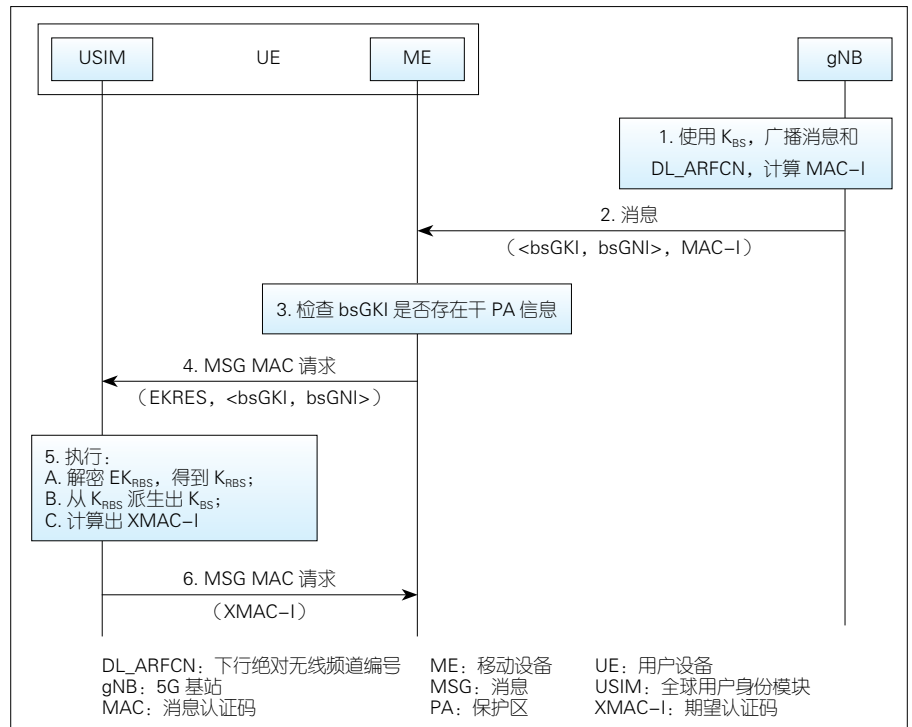 USIM UE ME gNB
1. 使用 KBS，广播消息和
DL_ARFCN，计算 MAC-I
2. 消息
（<bsGKI，bsGNI>，MAC-I）
3. 检查 bsGKI 是否存在于 PA 信息
4. MSG MAC 请求
（EKRES，<bsGKI，bsGNI>）
5. 执行：
A. 解密 EKRBS，得到 KRBS；
B. 从 KRBS 派生出 KBS；
C. 计算出 XMAC-I
6. MSG MAC 请求
（XMAC-I）
DL_ARFCN：下行绝对无线频道编号 ME：移动设备 UE：用户设备
gNB：5G 基站 MSG：消息 USIM：全球用户身份模块
MAC：消息认证码 PA：保护区 XMAC-I：期望认证码